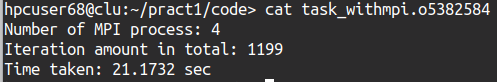 hpcuser68@clu:~/pract1/code> cat task_withmpi.o5382584
Number of MPI process: 4
Iteration amount in total: 1199
Time taken: 21.1732 sec